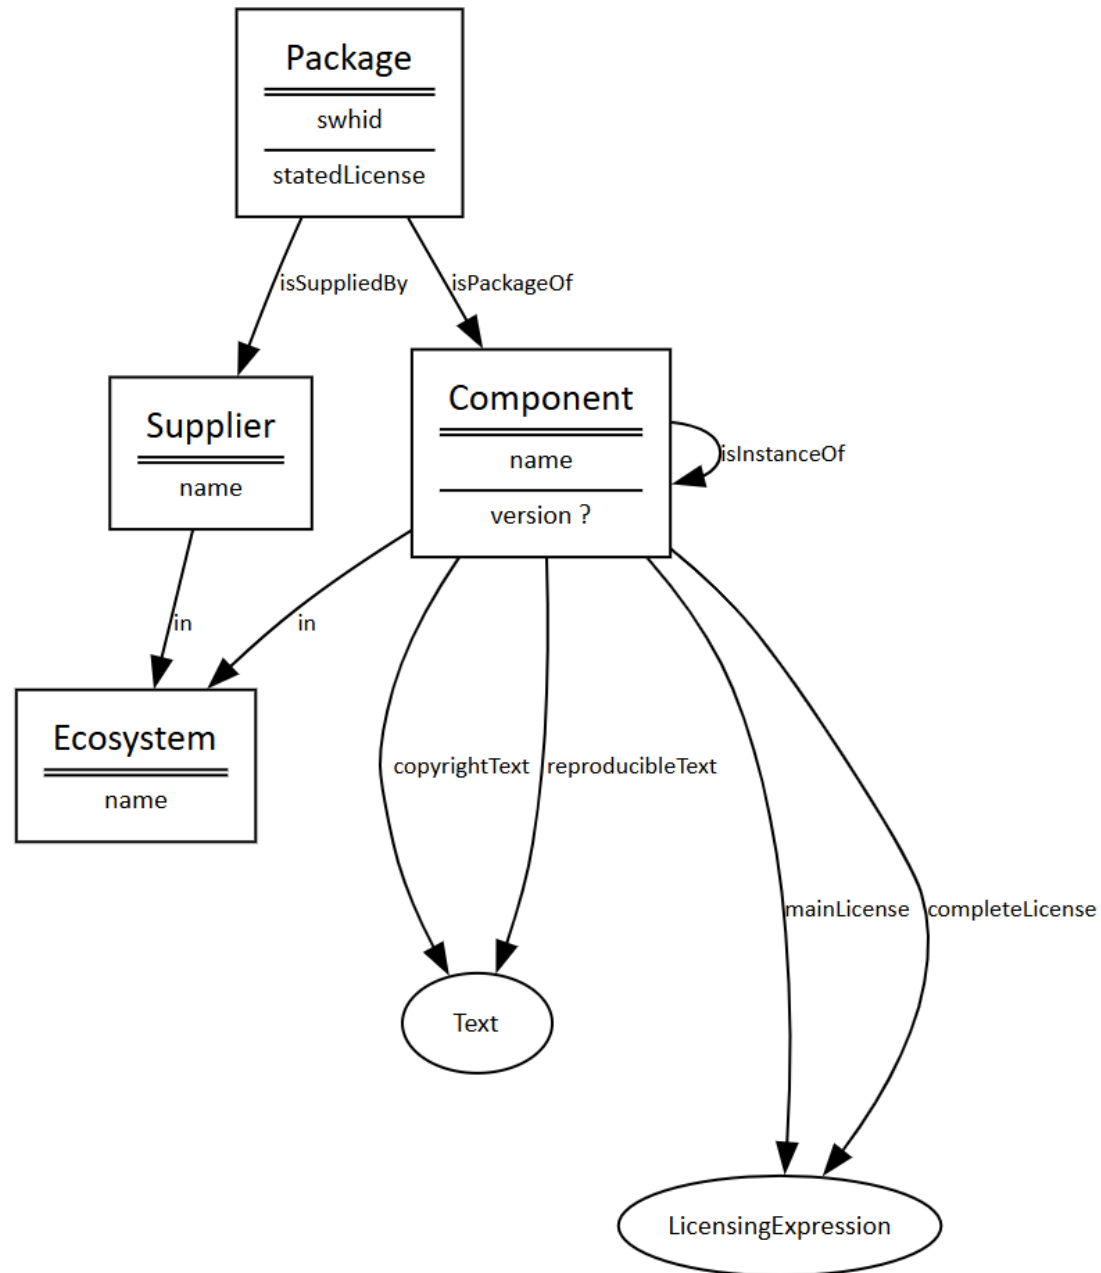 Package
swhid
statedLicense
isSuppliedBy
isPackageOf
Supplier
name
Component
name
version ?
isInstanceOf
in
in
Ecosystem
name
copyrightText
reproducibleText
mainLicense
completeLicense
Text
LicensingExpression